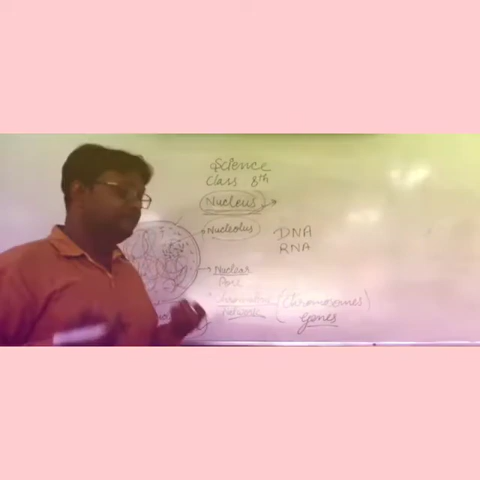 Science
Class 8th
Nucleus
Nucleolus
DNA
RNA
Nuclear
Pore
(Chromosomes)
Genes